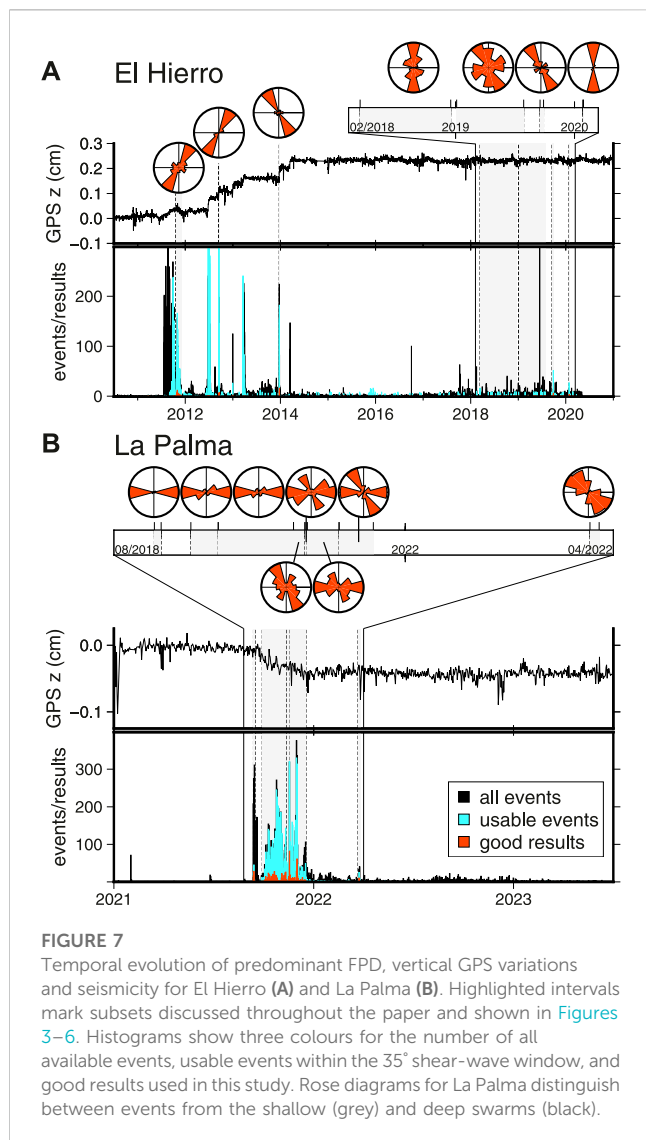 A El Hierro
02/2018 2019 2020
0.3
0.2
0.1
0.0
−0.1
GPS z (cm)
200
100
0
events/results
2012 2014 2016 2018 2020
B La Palma
08/2018 2022 04/2022
0.0
−0.1
GPS z (cm)
300
200
100
events/results
all events
usable events
good results
2021 2022 2023
FIGURE 7
Temporal evolution of predominant FPD, vertical GPS variations
and seismicity for El Hierro (A) and La Palma (B). Highlighted intervals
mark subsets discussed throughout the paper and shown in Figures
3–6. Histograms show three colours for the number of all
available events, usable events within the 35° shear-wave window, and
good results used in this study. Rose diagrams for La Palma distinguish
between events from the shallow (grey) and deep swarms (black).